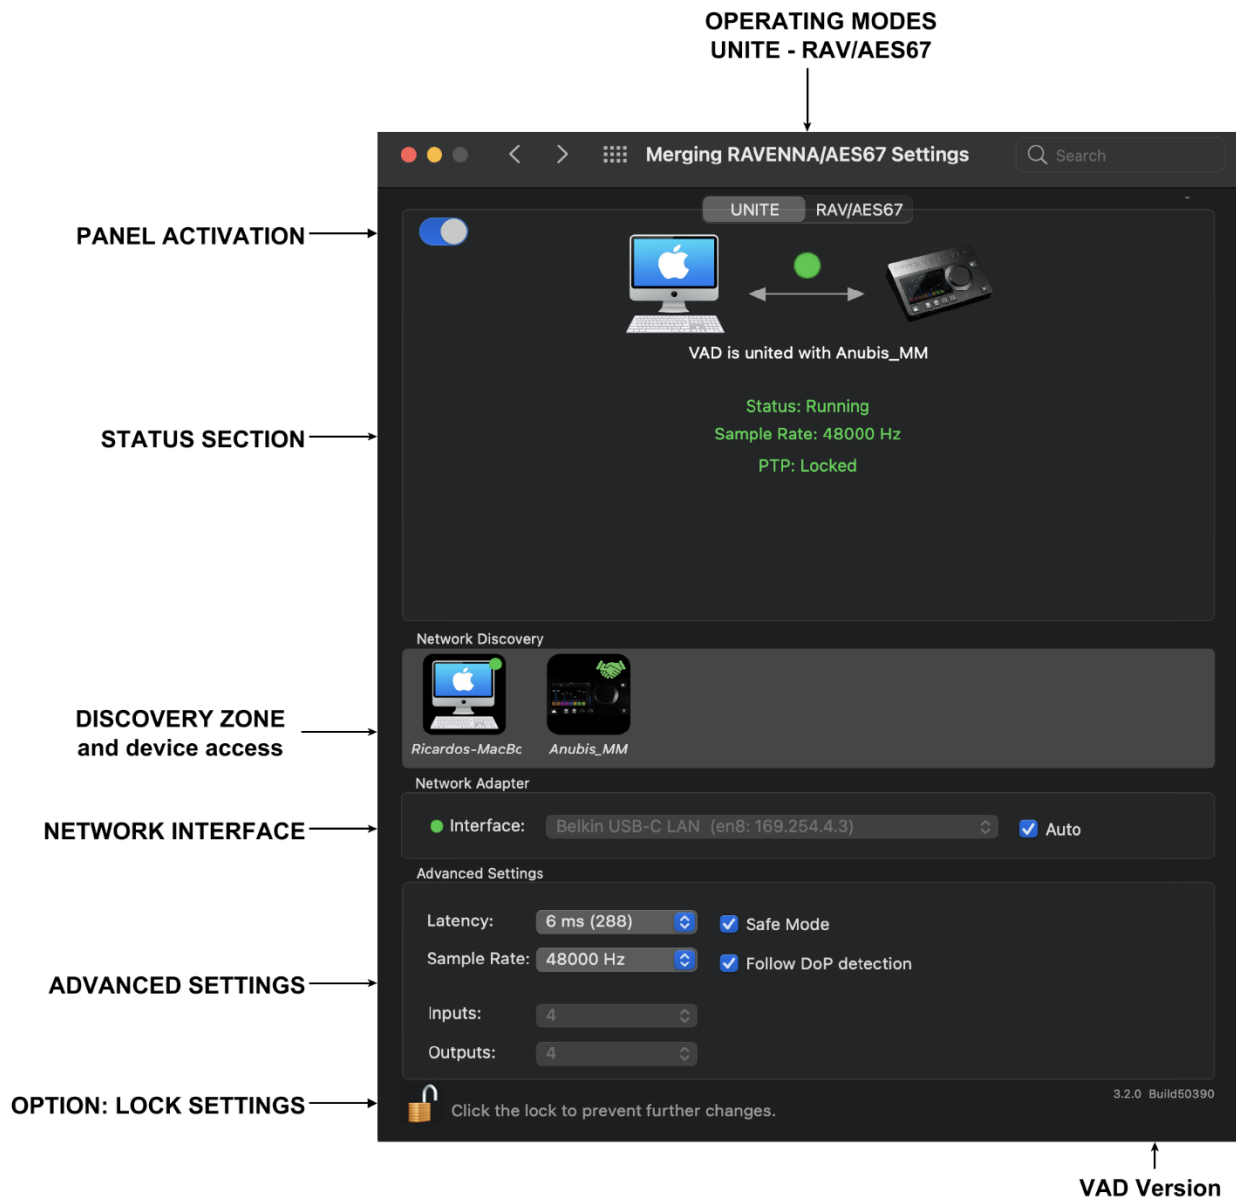 OPERATING MODES
UNITE - RAV/AES67
Merging RAVENNA/AES67 Settings
Search
UNITE
RAV/AES67
PANEL ACTIVATION
VAD is united with Anubis_MM
Status: Running
Sample Rate: 48000 Hz
PTP: Locked
STATUS SECTION
Network Discovery
Ricardos-MacBc
Anubis_MM
DISCOVERY ZONE
and device access
Network Adapter
NETWORK INTERFACE
Interface:
Belkin USB-C LAN (en8: 169.254.4.3)
Auto
Advanced Settings
Latency:
6 ms (288)
Safe Mode
Sample Rate:
48000 Hz
Follow DoP detection
ADVANCED SETTINGS
Inputs:
4
Outputs:
4
OPTION: LOCK SETTINGS
Click the lock to prevent further changes.
3.2.0 Build50390
VAD Version